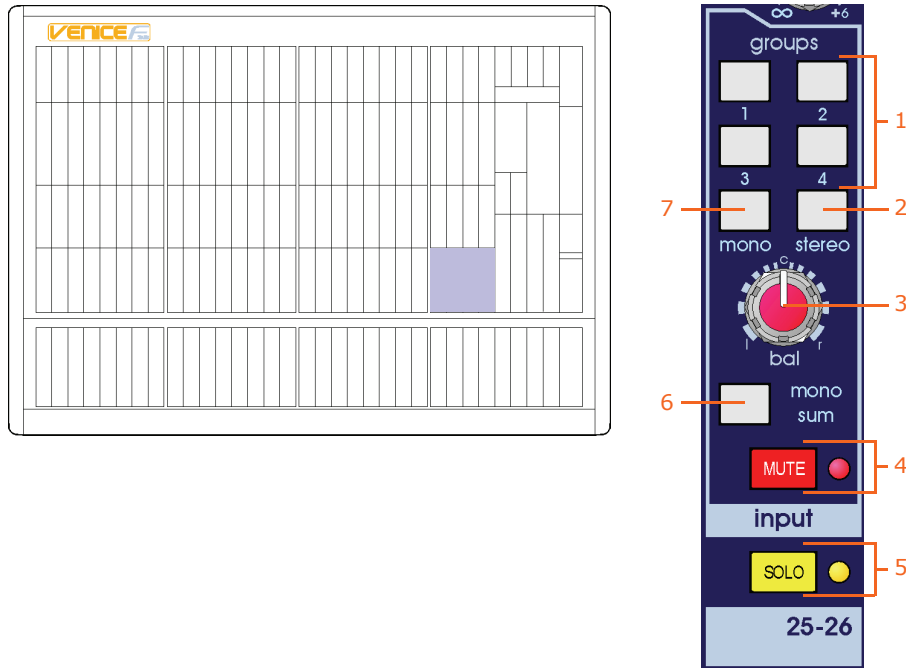 VENICE F
∞ +6
groups
1 2
3 4
mono stereo
c
l r
bal
mono
sum
MUTE
input
SOLO
25-26
1
2
3
4
5
6
7